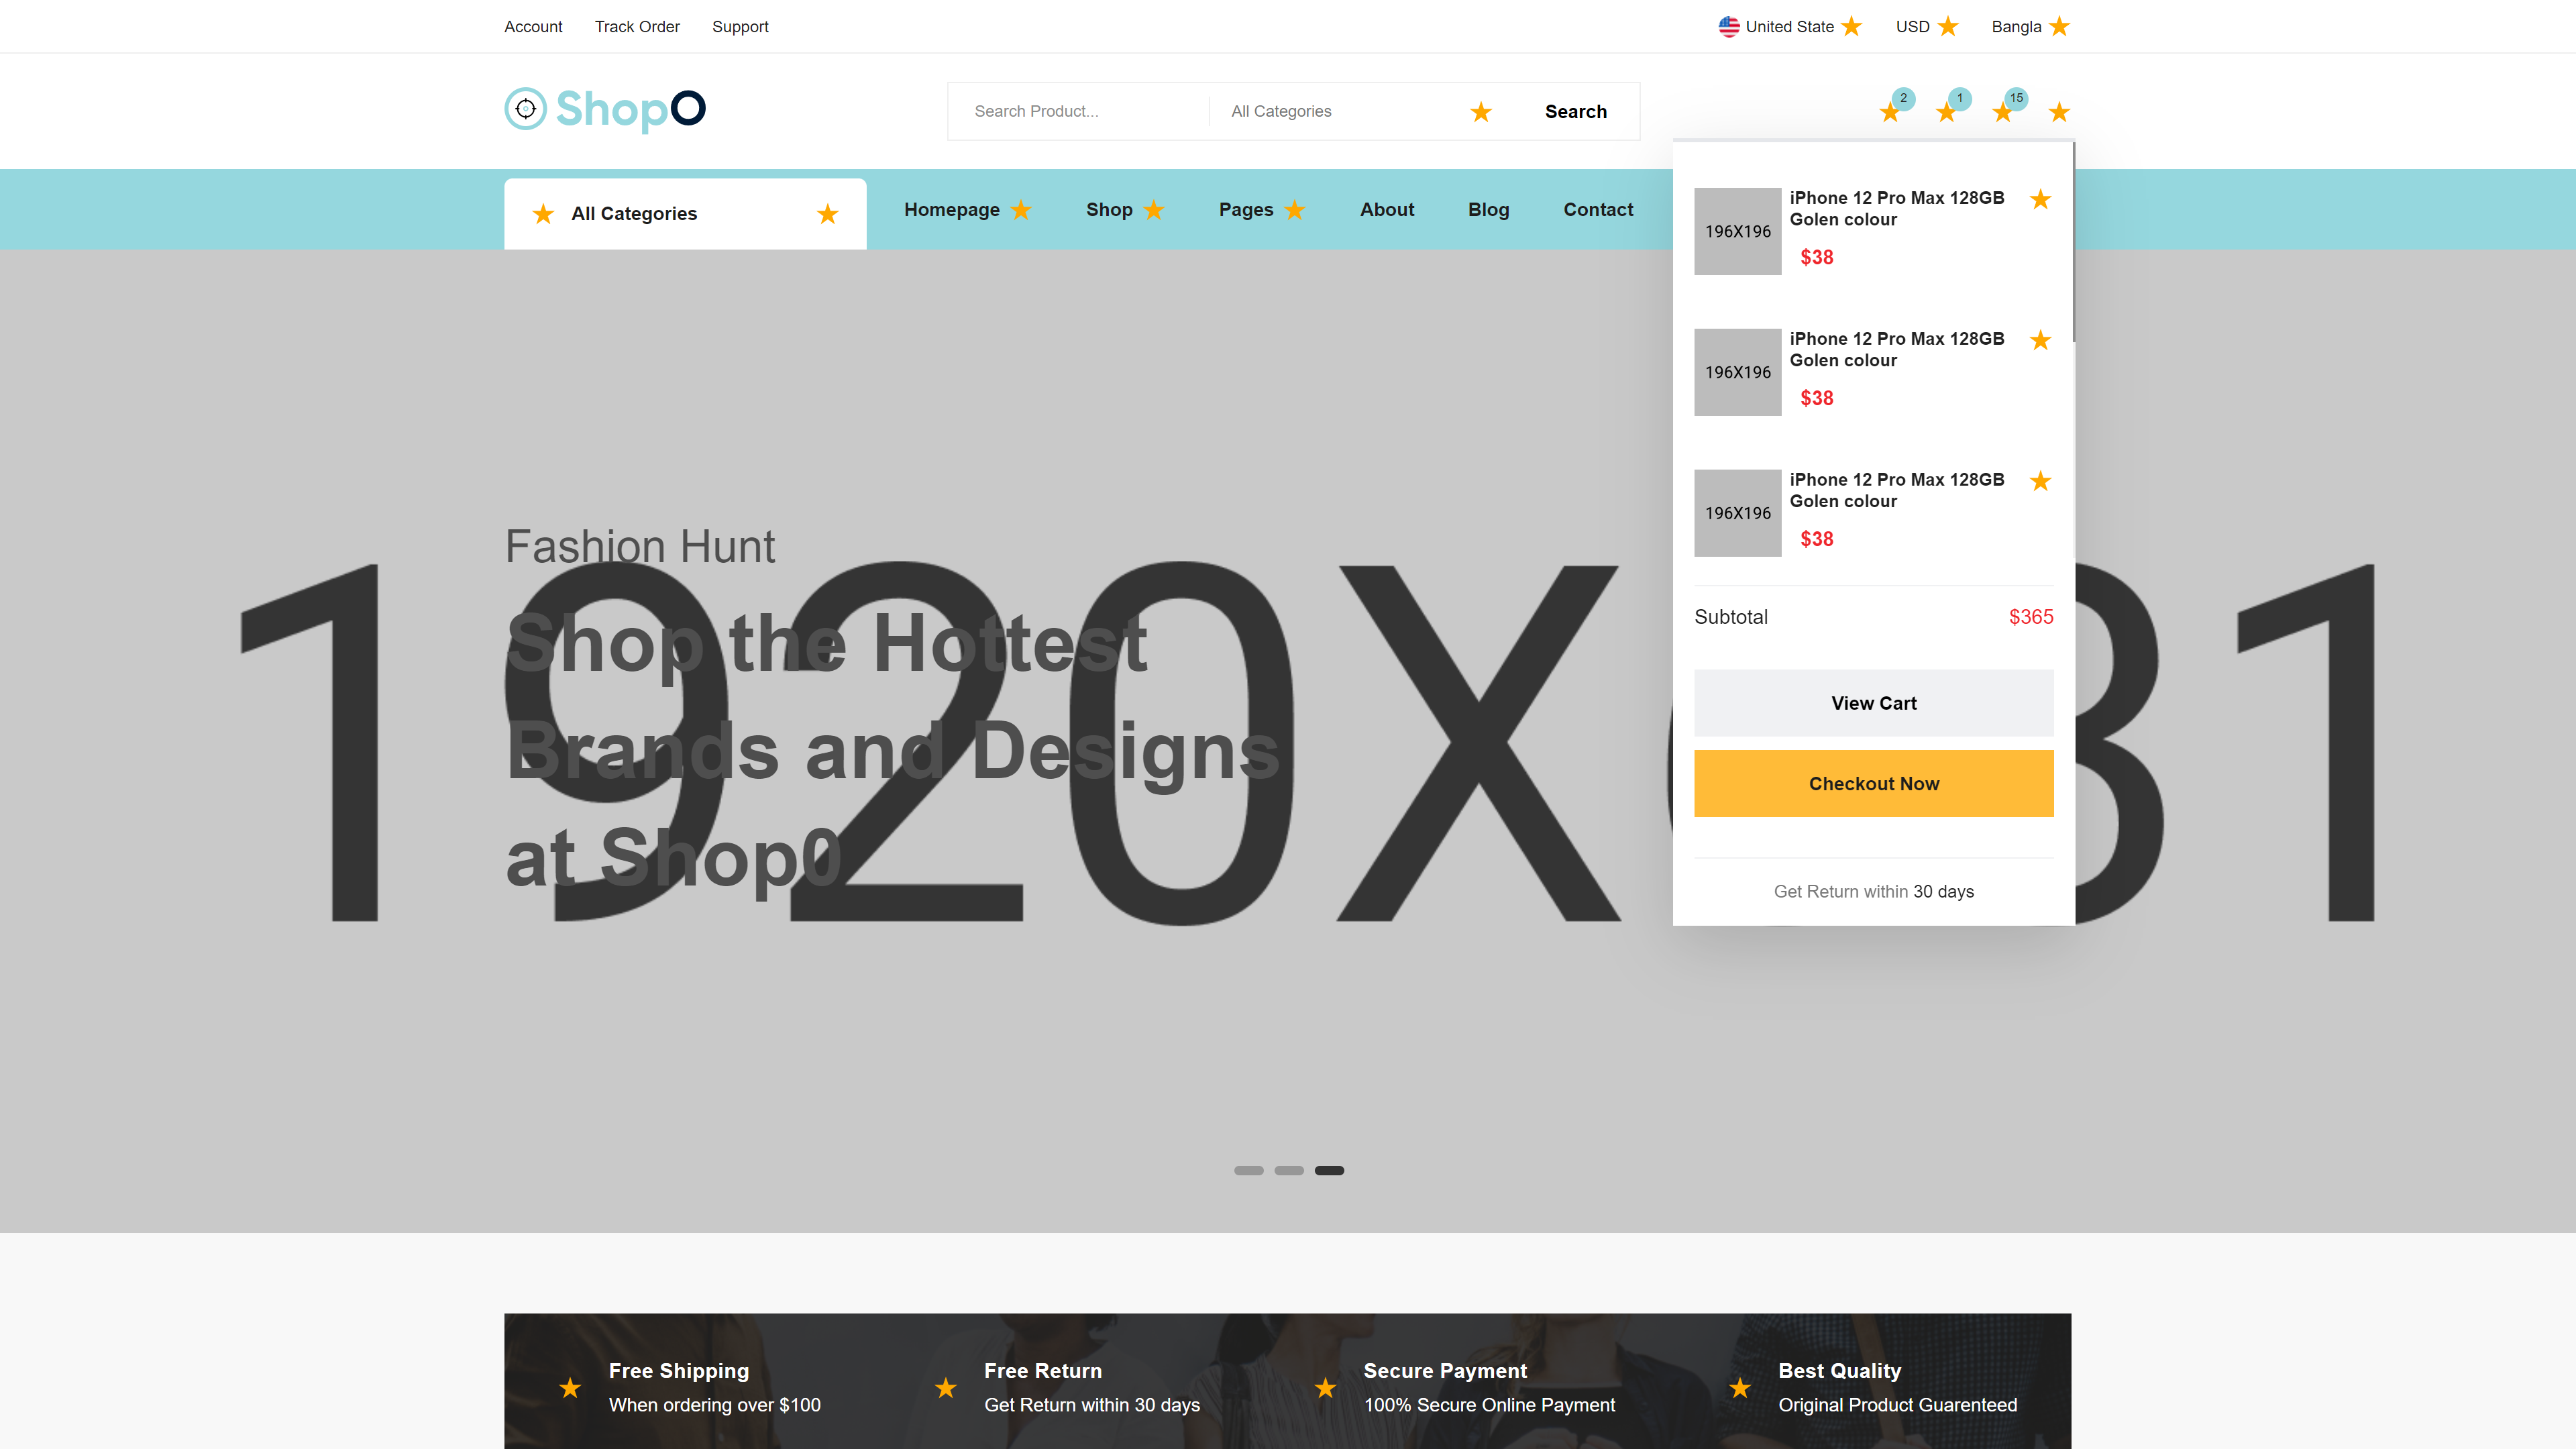 Account Track Order Support
United State USD Bangla
ShopO
Search Product... All Categories Search
2 1 15
All Categories Homepage Shop Pages About Blog Contact
iPhone 12 Pro Max 128GB
Golen colour
196X196
$38
iPhone 12 Pro Max 128GB
Golen colour
196X196
$38
iPhone 12 Pro Max 128GB
Golen colour
196X196
$38
Subtotal $365
View Cart
Checkout Now
Get Return within 30 days
Fashion Hunt
Shop the Hottest
Brands and Designs
at Shop0
Free Shipping
When ordering over $100
Free Return
Get Return within 30 days
Secure Payment
100% Secure Online Payment
Best Quality
Original Product Guarenteed